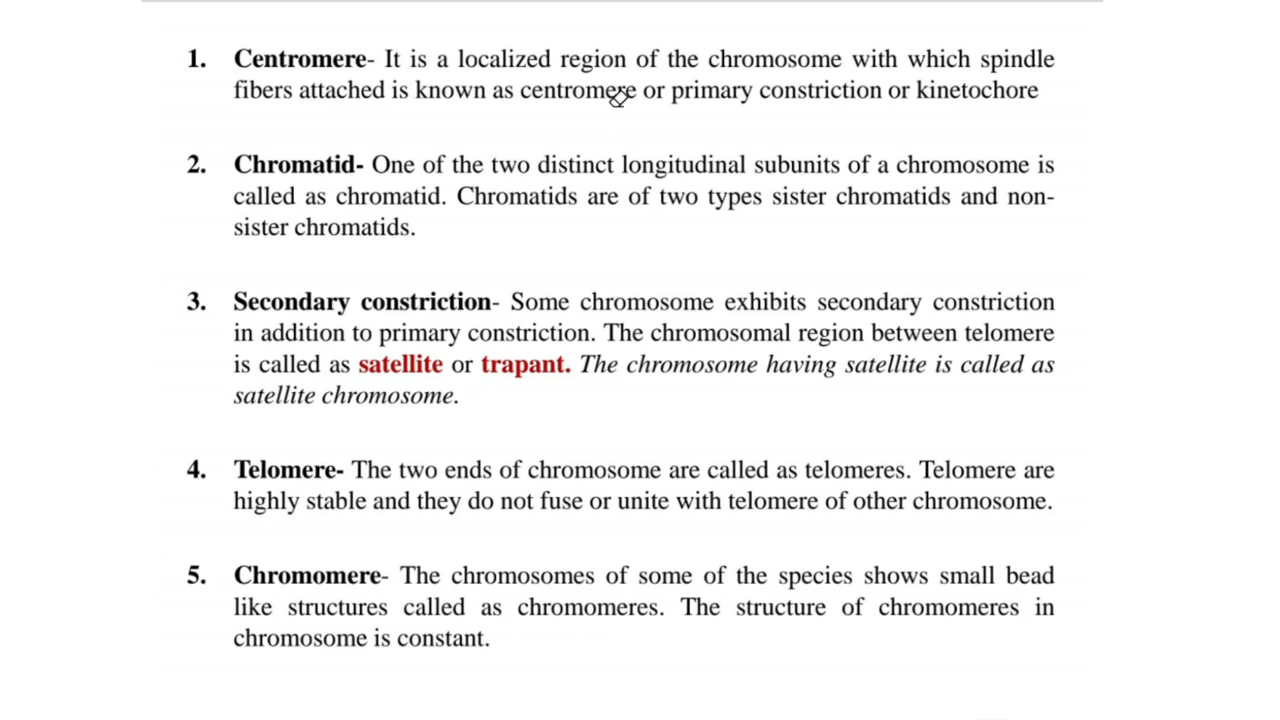 1. Centromere- It is a localized region of the chromosome with which spindle
fibers attached is known as centromere or primary constriction or kinetochore
2. Chromatid- One of the two distinct longitudinal subunits of a chromosome is
called as chromatid. Chromatids are of two types sister chromatids and non-
sister chromatids.
3. Secondary constriction- Some chromosome exhibits secondary constriction
in addition to primary constriction. The chromosomal region between telomere
is called as satellite or trapant. The chromosome having satellite is called as
satellite chromosome.
4. Telomere- The two ends of chromosome are called as telomeres. Telomere are
highly stable and they do not fuse or unite with telomere of other chromosome.
5. Chromomere- The chromosomes of some of the species shows small bead
like structures called as chromomeres. The structure of chromomeres in
chromosome is constant.